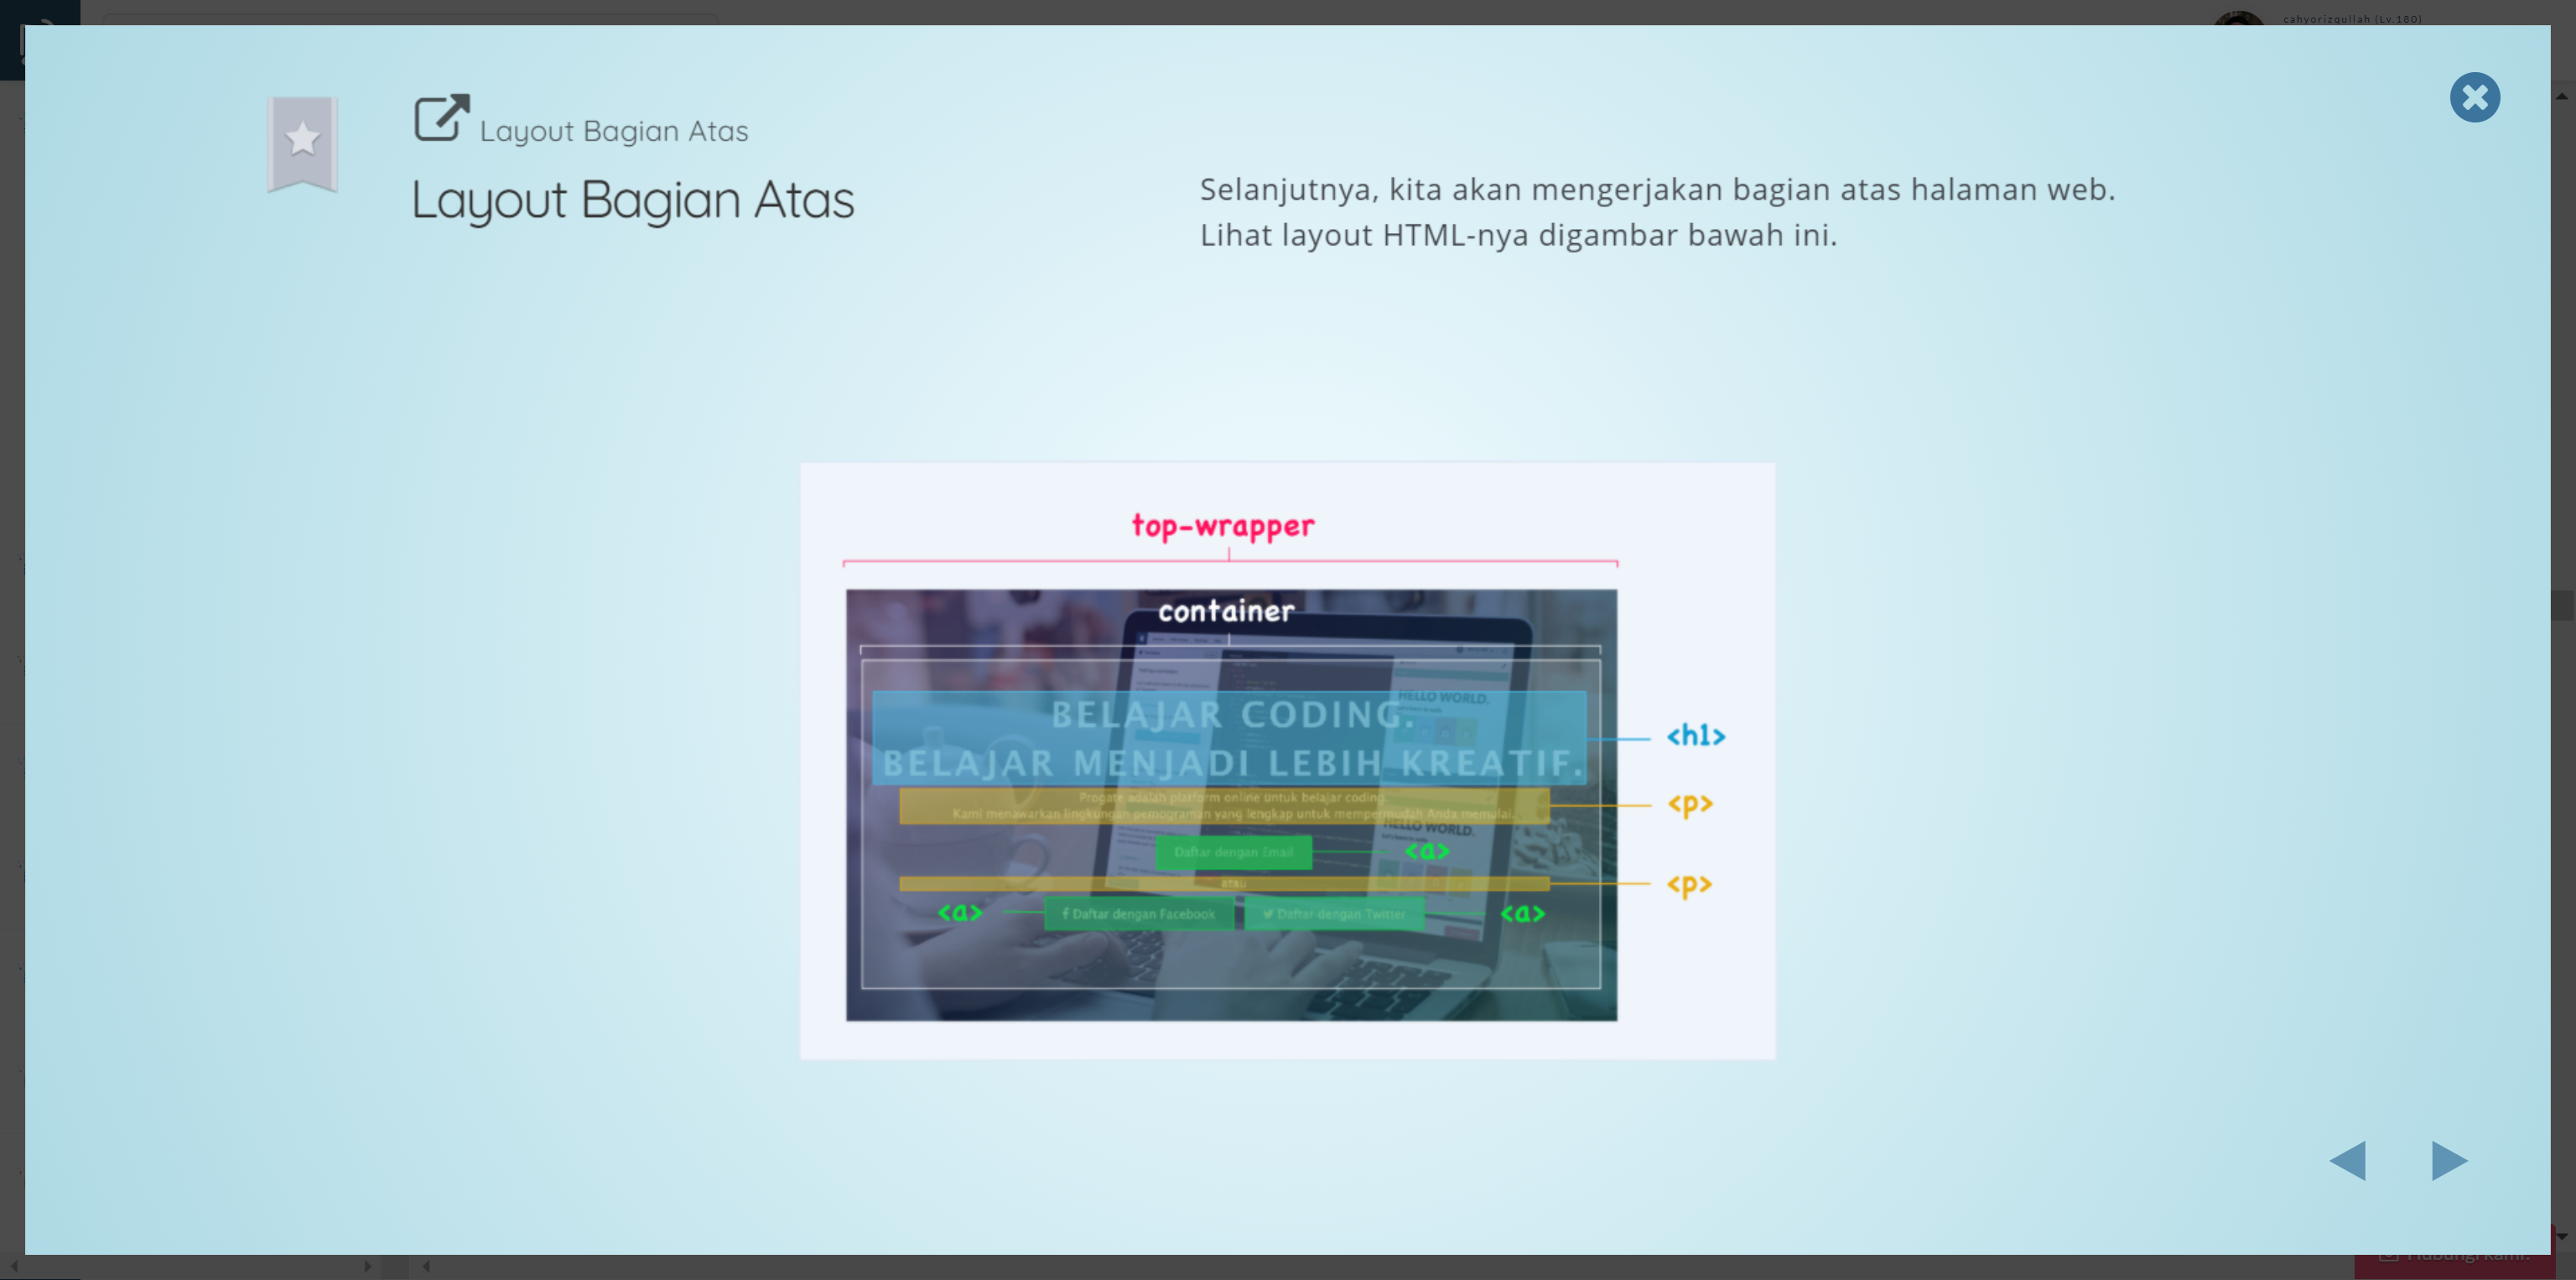 cahyorizqullah (Lv.180)
Layout Bagian Atas
Layout Bagian Atas
Selanjutnya, kita akan mengerjakan bagian atas halaman web.
Lihat layout HTML-nya digambar bawah ini.
top-wrapper
container
HELLO WORLD.
BELAJAR CODING.
BELAJAR MENJADI LEBIH KREATIF.
<h1>
Progate adalah platform online untuk belajar coding.
Kami menawarkan lingkungan pemograman yang lengkap untuk mempermudah Anda memulai.
<p>
HELLO WORLD.
Daftar dengan Email
<a>
atau
<p>
<a>
f Daftar dengan Facebook
Daftar dengan Twitter
<a>
Hubungi kami!